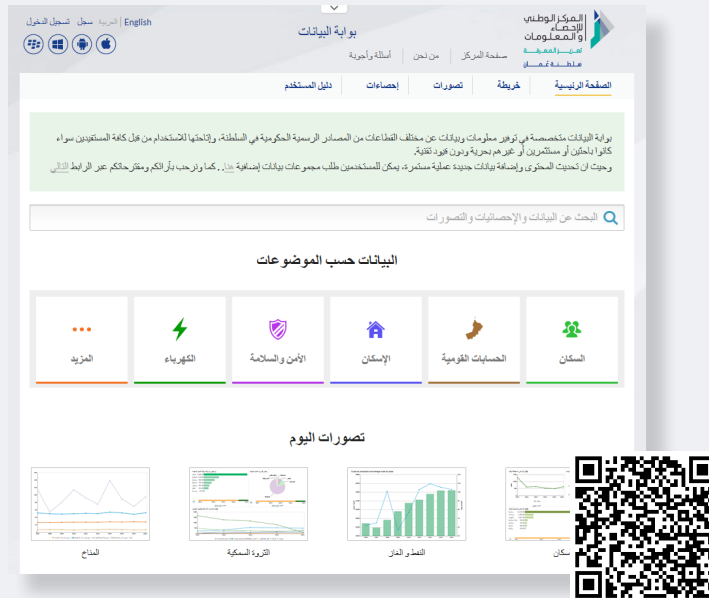 English | العربية سجل تسجيل الدخول
المركز الوطني
للإحصاء
والمعلومات
سلطنة عُمان
بوابة البيانات
صفحة المركز | من نحن | أسئلة وأجوبة
الصفحة الرئيسية خريطة تصورات إحصاءات دليل المستخدم
بوابة البيانات متخصصة في توفير معلومات وبيانات عن مختلف القطاعات من المصادر الرسمية الحكومية في السلطنة، وإتاحتها للاستخدام من قبل كافة المستفيدين سواء
كانوا باحثين أو مستثمرين أو غيرهم بحرية ودون قيود تقنية.
وحيث ان تحديث المحتوى وإضافة بيانات جديدة عملية مستمرة، يمكن للمستخدمين طلب مجموعات بيانات إضافية هنا.. كما ونرحب بآرائكم ومقترحاتكم عبر الرابط التالي
البحث عن البيانات والإحصائيات والتصورات
البيانات حسب الموضوعات
السكان الحسابات القومية الإسكان الأمن والسلامة الكهرباء المزيد
تصورات اليوم
النفط والغاز الثروة السمكية المناخ